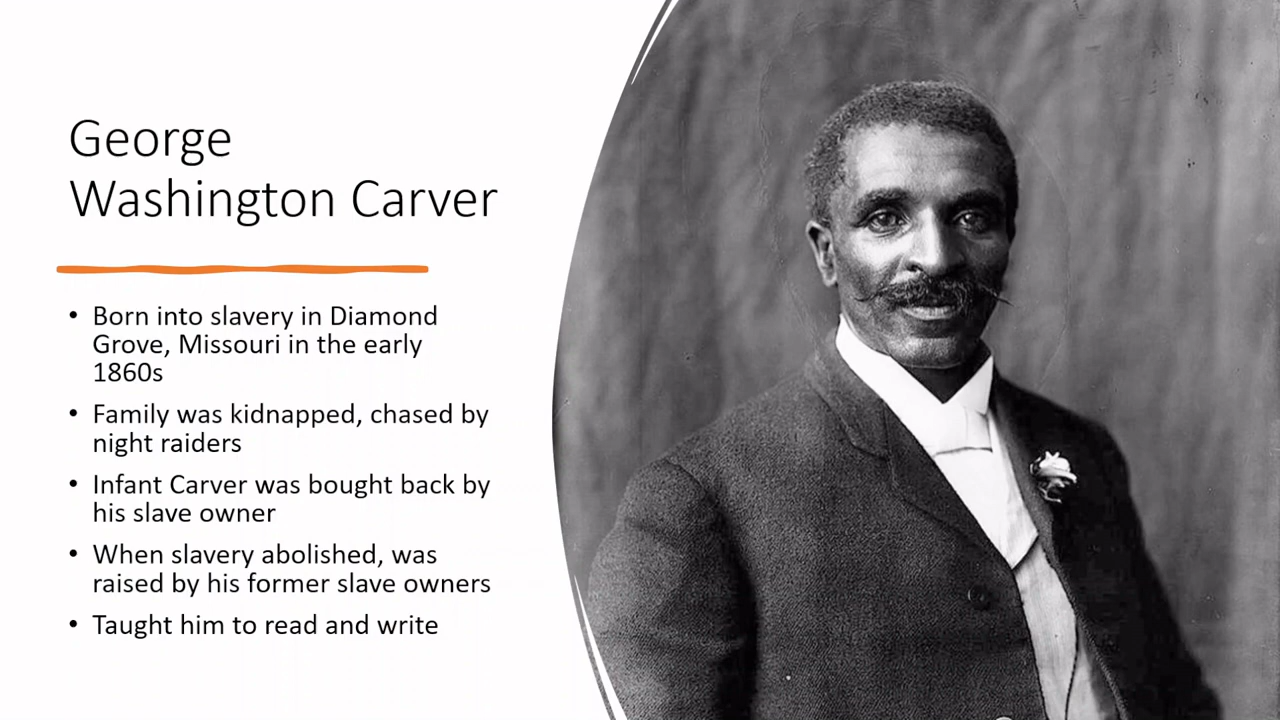 George
Washington Carver
• Born into slavery in Diamond
Grove, Missouri in the early
1860s
• Family was kidnapped, chased by
night raiders
• Infant Carver was bought back by
his slave owner
• When slavery abolished, was
raised by his former slave owners
• Taught him to read and write